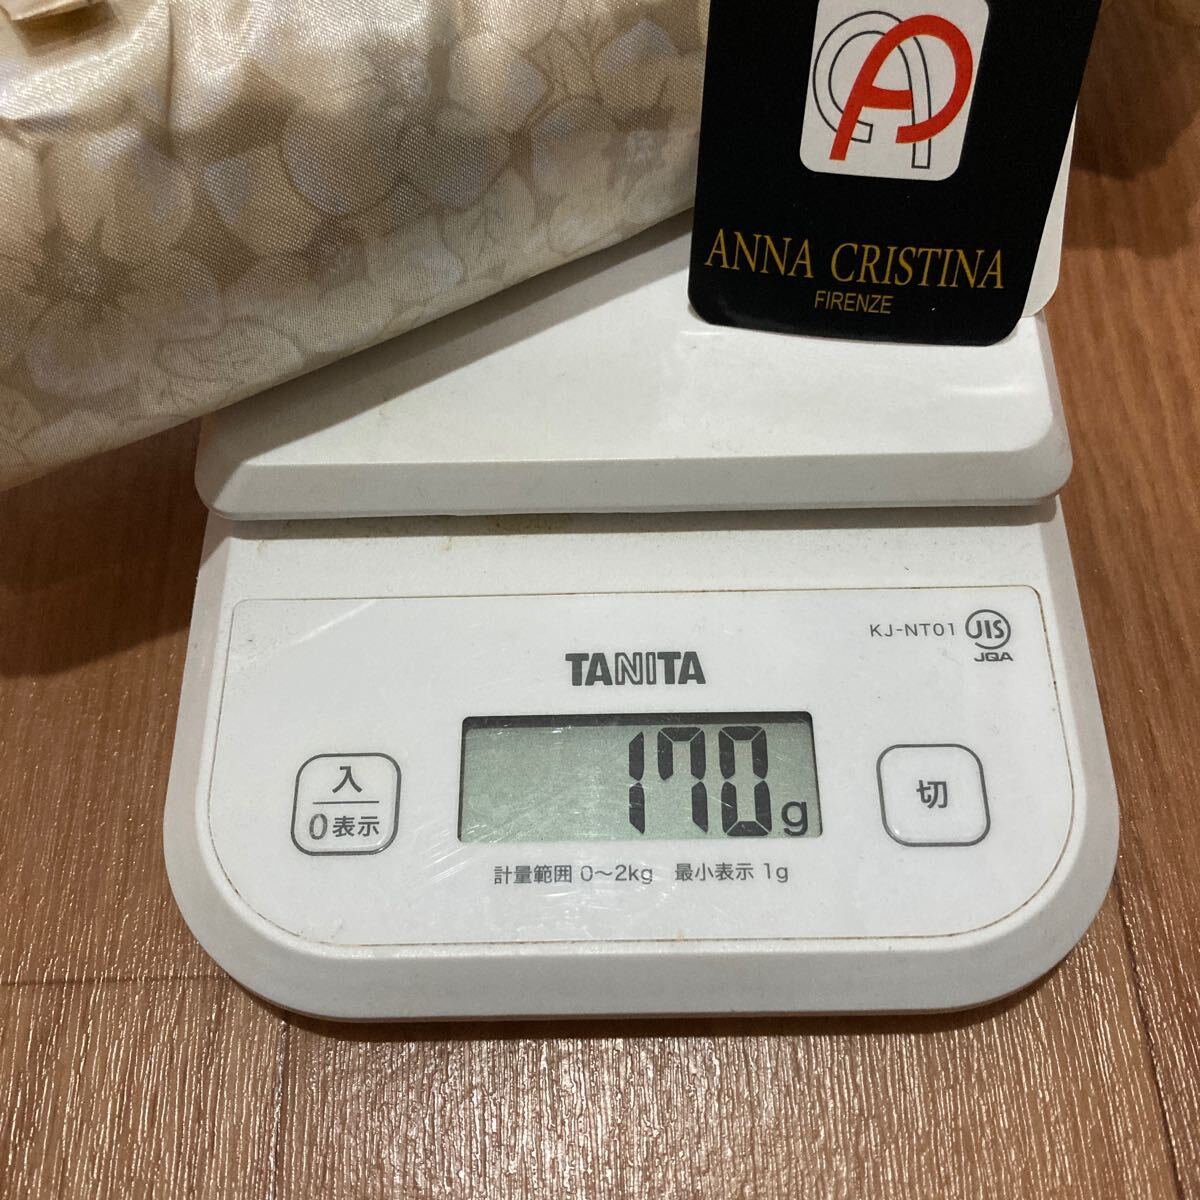 ANNA CRISTINA
FIRENZE
KJ-NT01
JIS
JQA
TANITA
入
0表示
170g
切
計量範囲 0～2kg 最小表示 1g